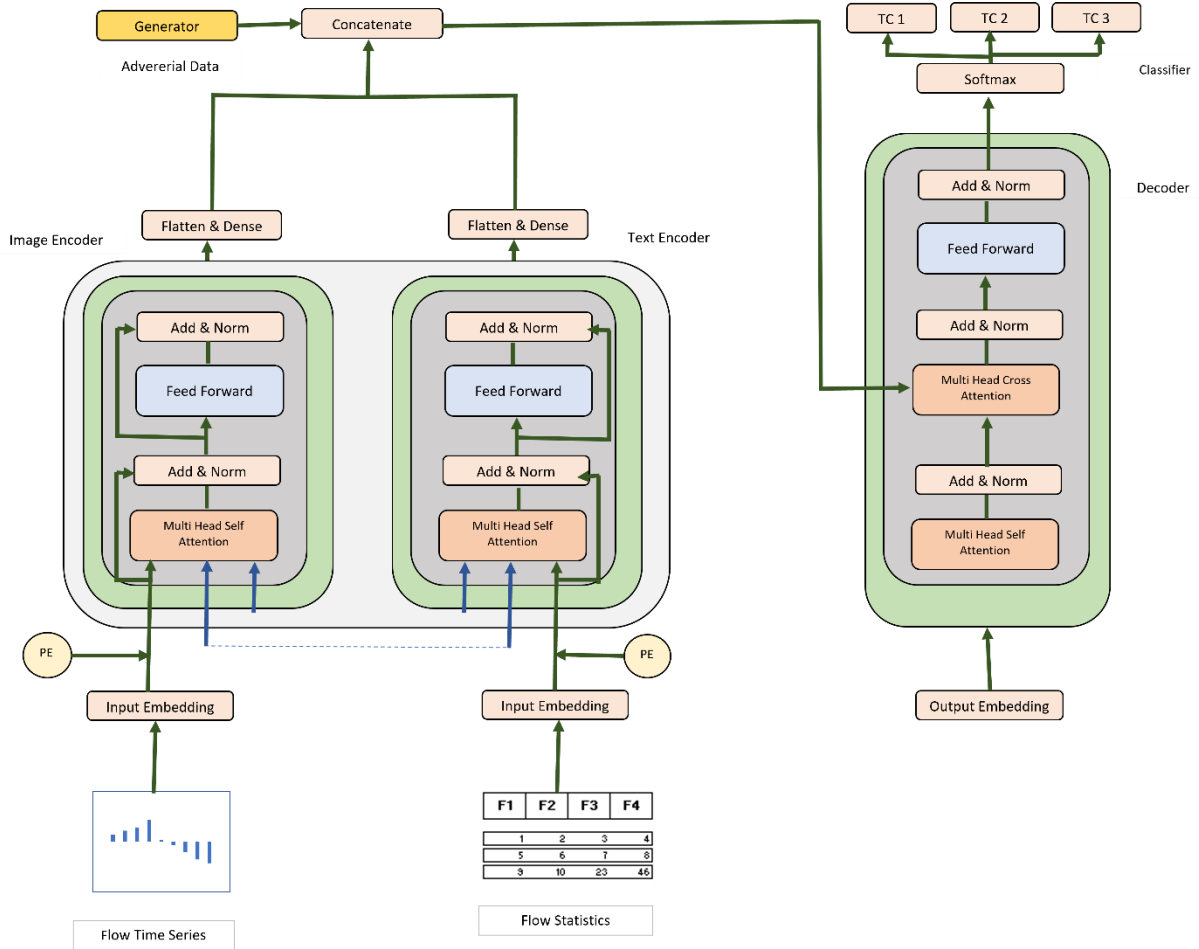 Generator
Concatenate
TC 1
TC 2
TC 3
Advererial Data
Softmax
Classifier
Add & Norm
Decoder
Flatten & Dense
Flatten & Dense
Image Encoder
Text Encoder
Feed Forward
Add & Norm
Add & Norm
Add & Norm
Feed Forward
Feed Forward
Multi Head Cross
Attention
Add & Norm
Add & Norm
Add & Norm
Multi Head Self
Attention
Multi Head Self
Attention
Multi Head Self
Attention
PE
PE
Input Embedding
Input Embedding
Output Embedding
F1 F2 F3 F4
1 2 3 4
5 6 7 8
9 10 23 46
Flow Statistics
Flow Time Series